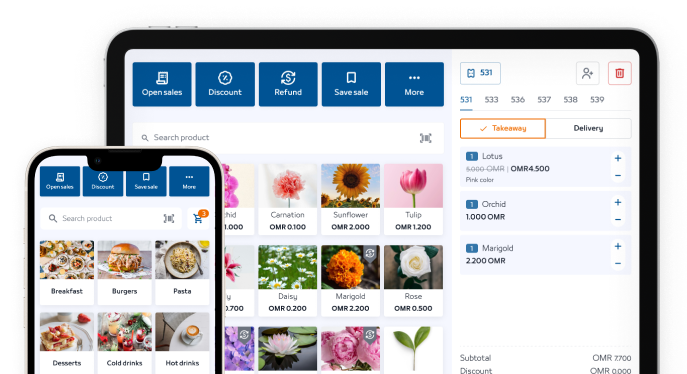 Open sales
Discount
Refund
Save sale
More
Search product
531
531 533 536 537 538 539
Takeaway
Delivery
1 Lotus
5.000 OMR | OMR4.500
Pink color
1 Orchid
1.000 OMR
1 Marigold
2.200 OMR
Subtotal OMR 7.700
Discount OMR 0.000
Carnation
OMR 0.100
Sunflower
OMR 2.000
Tulip
OMR 1.200
Daisy
OMR 0.200
Marigold
OMR 2.200
Rose
OMR 0.500
Open sales
Discount
Save sale
More
Search product
3
Breakfast
Burgers
Pasta
Desserts
Cold drinks
Hot drinks